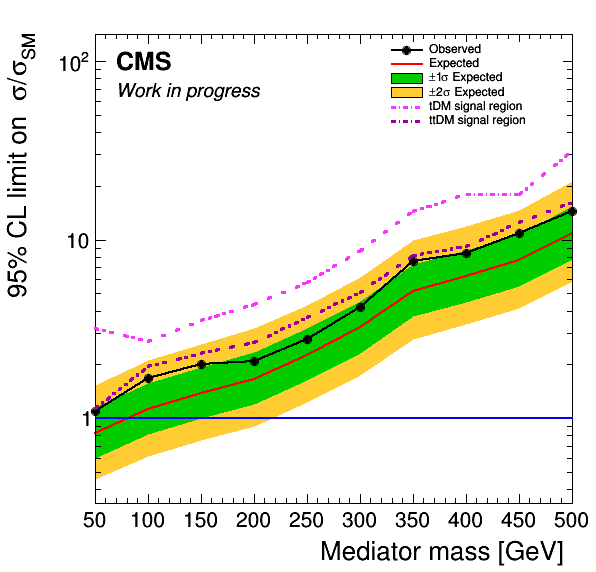 CMS
Work in progress
Observed
Expected
±1σ Expected
±2σ Expected
tDM signal region
ttDM signal region
95% CL limit on σ/σSM
10²
10
1
50 100 150 200 250 300 350 400 450 500
Mediator mass [GeV]